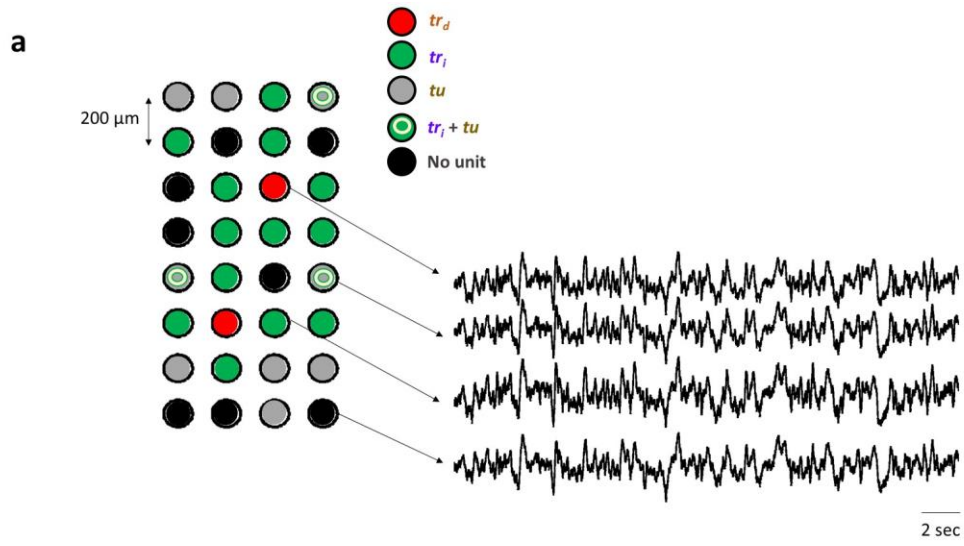 a
tr_d
tr_i
tu
tr_i + tu
No unit
200 µm
2 sec